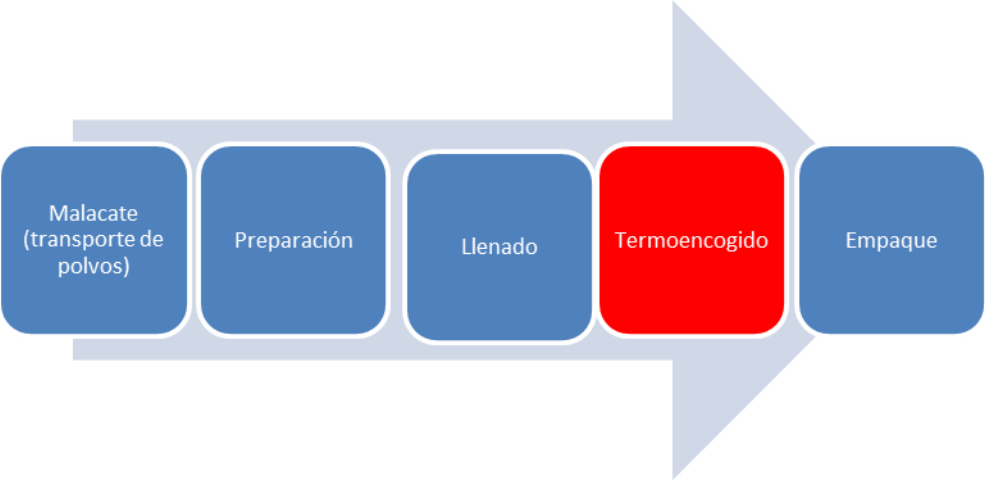 Malacate
(transporte de
polvos)
Preparación
Llenado
Termoencogido
Empaque